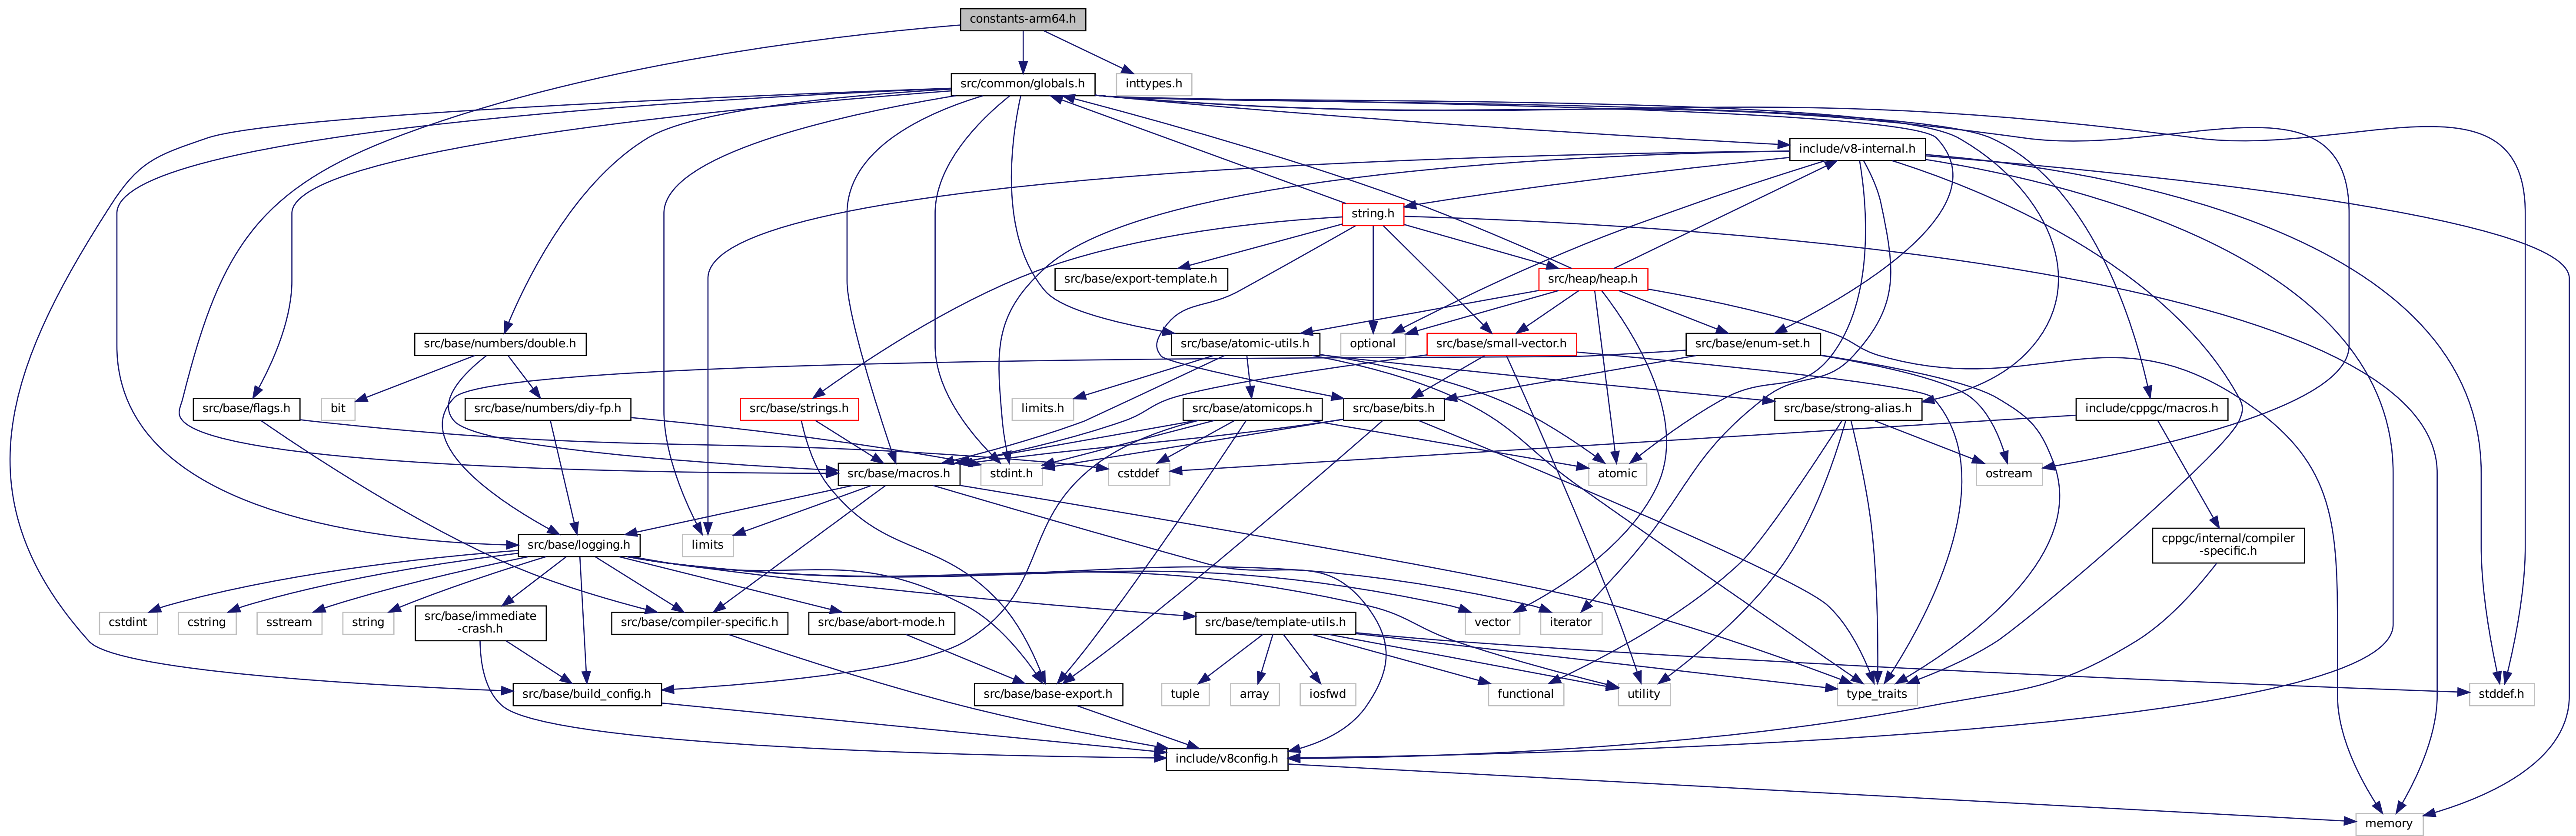 constants-arm64.h
src/common/globals.h
inttypes.h
include/v8-internal.h
string.h
src/base/export-template.h
src/heap/heap.h
src/base/numbers/double.h
src/base/atomic-utils.h
optional
src/base/small-vector.h
src/base/enum-set.h
src/base/flags.h
bit
src/base/numbers/diy-fp.h
src/base/strings.h
limits.h
src/base/atomicops.h
src/base/bits.h
src/base/strong-alias.h
include/cppgc/macros.h
src/base/macros.h
stdint.h
cstddef
atomic
ostream
src/base/logging.h
limits
cppgc/internal/compiler
-specific.h
cstdint
cstring
sstream
string
src/base/immediate
-crash.h
src/base/compiler-specific.h
src/base/abort-mode.h
src/base/template-utils.h
vector
iterator
src/base/build_config.h
src/base/base-export.h
tuple
array
iosfwd
functional
utility
type_traits
stddef.h
include/v8config.h
memory